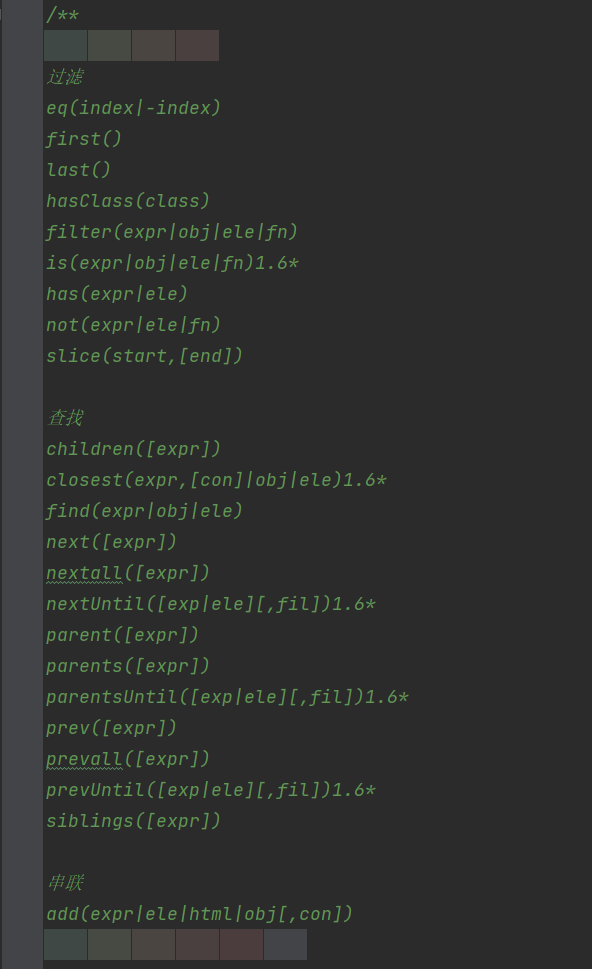 /**
过滤
eq(index|-index)
first()
last()
hasClass(class)
filter(expr|obj|ele|fn)
is(expr|obj|ele|fn)1.6*
has(expr|ele)
not(expr|ele|fn)
slice(start,[end])
查找
children([expr])
closest(expr,[con]|obj|ele)1.6*
find(expr|obj|ele)
next([expr])
nextall([expr])
nextUntil([exp|ele][,fil])1.6*
parent([expr])
parents([expr])
parentsUntil([exp|ele][,fil])1.6*
prev([expr])
prevall([expr])
prevUntil([exp|ele][,fil])1.6*
siblings([expr])
串联
add(expr|ele|html|obj[,con])